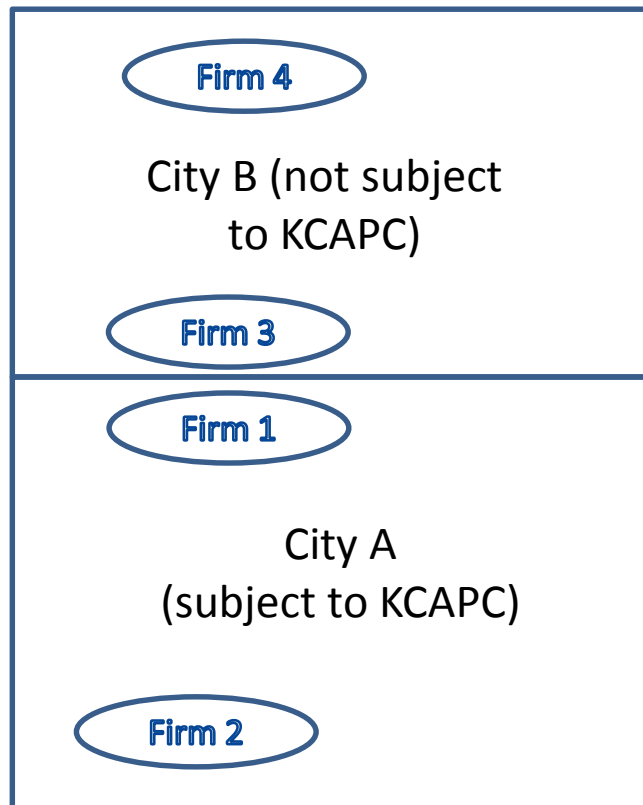 Firm 4
City B (not subject
to KCAPC)
Firm 3
Firm 1
City A
(subject to KCAPC)
Firm 2